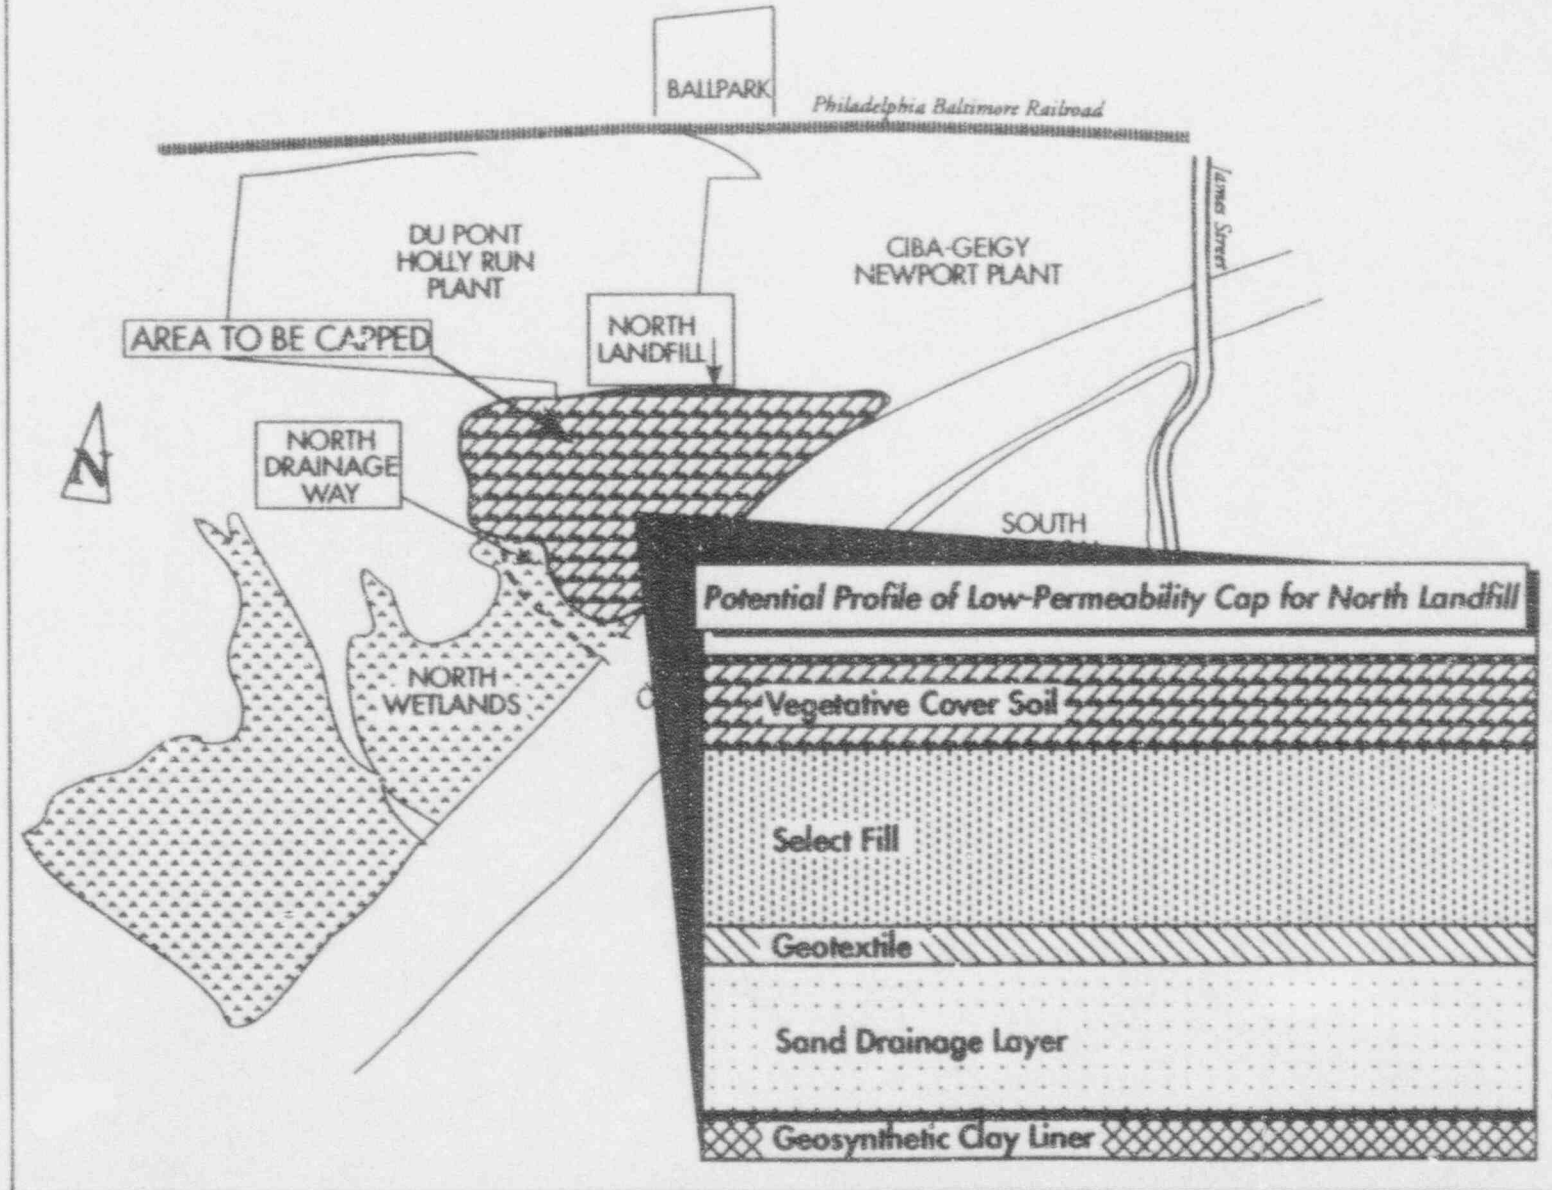 BALLPARK
Philadelphia Baltimore Railroad
James Street
DU PONT
HOLLY RUN
PLANT
CIBA-GEIGY
NEWPORT PLANT
AREA TO BE CAPPED
NORTH
LANDFILL
N
NORTH
DRAINAGE
WAY
SOUTH
NORTH
WETLANDS
Potential Profile of Low-Permeability Cap for North Landfill
Vegetative Cover Soil
Select Fill
Geotextile
Sand Drainage Layer
Geosynthetic Clay Liner